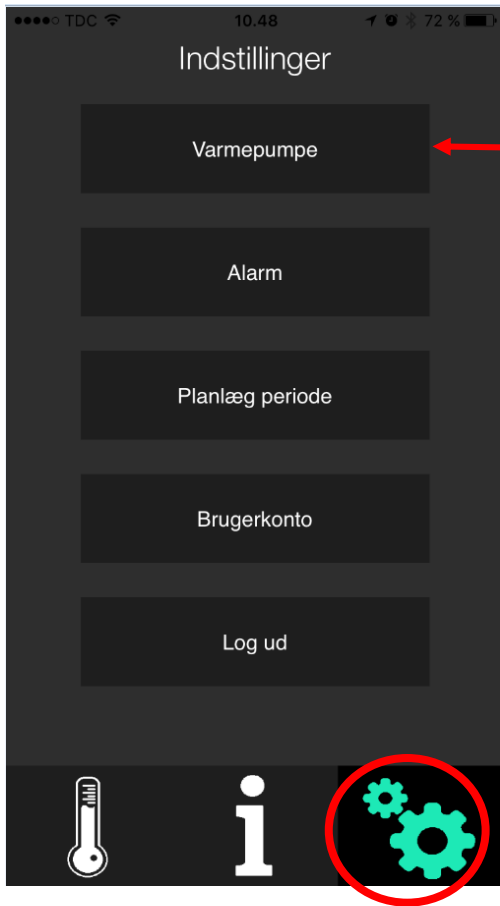 TDC 10.48 72 %
Indstillinger
Varmepumpe
Alarm
Planlæg periode
Brugerkonto
Log ud